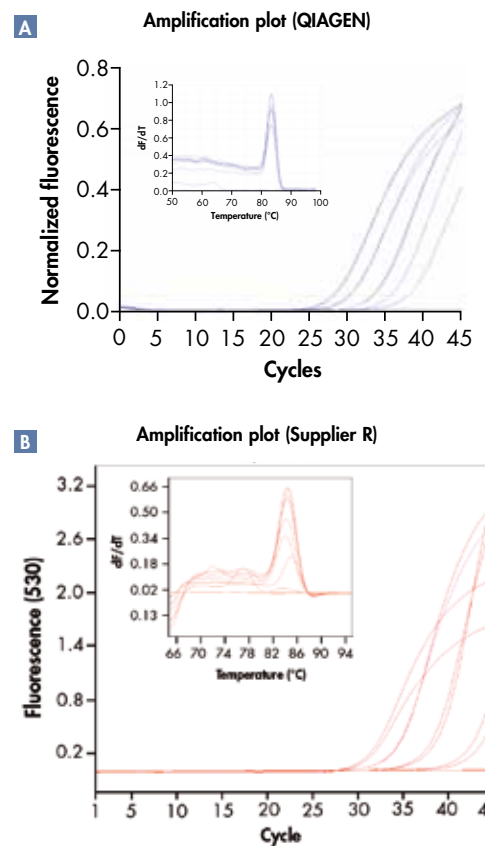 A
Amplification plot (QIAGEN)
Normalized fluorescence
0.8
0.6
0.4
0.2
0.0
0 5 10 15 20 25 30 35 40 45
Cycles
dF/dT
1.2
1.0
0.8
0.6
0.4
0.2
0.0
50 60 70 80 90 100
Temperature (°C)
B
Amplification plot (Supplier R)
Fluorescence (530)
3.2
2.6
2.0
1.4
0.8
0.2
1 5 10 15 20 25 30 35 40
Cycle
dF/dT
0.66
0.50
0.34
0.18
0.02
0.13
66 70 74 78 82 86 90 94
Temperature (°C)